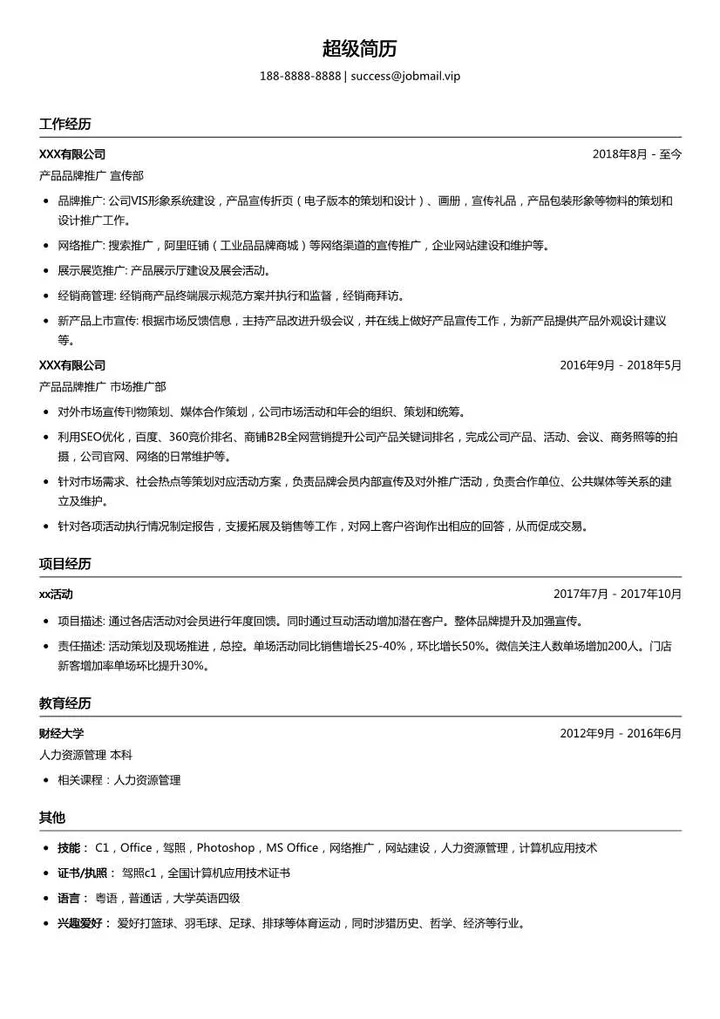 超级简历
188-8888-8888 | success@jobmail.vip
工作经历
XXX有限公司 2018年8月 - 至今
产品品牌推广 宣传部
• 品牌推广: 公司VIS形象系统建设，产品宣传折页（电子版本的策划和设计）、画册，宣传礼品，产品包装形象等物料的策划和
设计推广工作。
• 网络推广: 搜索推广，阿里旺铺（工业品品牌商城）等网络渠道的宣传推广，企业网站建设和维护等。
• 展示展览推广: 产品展示厅建设及展会活动。
• 经销商管理: 经销商产品终端展示规范方案并执行和监督，经销商拜访。
• 新产品上市宣传: 根据市场反馈信息，主持产品改进升级会议，并在线上做好产品宣传工作，为新产品提供产品外观设计建议
等。
XXX有限公司 2016年9月 - 2018年5月
产品品牌推广 市场推广部
• 对外市场宣传刊物策划、媒体合作策划，公司市场活动和年会的组织、策划和统筹。
• 利用SEO优化，百度、360竞价排名、商铺B2B全网营销提升公司产品关键词排名，完成公司产品、活动、会议、商务照等的拍
摄，公司官网、网络的日常维护等。
• 针对市场需求、社会热点等策划对应活动方案，负责品牌会员内部宣传及对外推广活动，负责合作单位、公共媒体等关系的建
立及维护。
• 针对各项活动执行情况制定报告，支援拓展及销售等工作，对网上客户咨询作出相应的回答，从而促成交易。
项目经历
xx活动 2017年7月 - 2017年10月
• 项目描述: 通过各店活动对会员进行年度回馈。同时通过互动活动增加潜在客户。整体品牌提升及加强宣传。
• 责任描述: 活动策划及现场推进，总控。单场活动同比销售增长25-40%，环比增长50%。微信关注人数单场增加200人。门店
新客增加率单场环比提升30%。
教育经历
财经大学 2012年9月 - 2016年6月
人力资源管理 本科
• 相关课程：人力资源管理
其他
• 技能： C1，Office，驾照，Photoshop，MS Office，网络推广，网站建设，人力资源管理，计算机应用技术
• 证书/执照： 驾照c1，全国计算机应用技术证书
• 语言： 粤语，普通话，大学英语四级
• 兴趣爱好： 爱好打篮球、羽毛球、足球、排球等体育运动，同时涉猎历史、哲学、经济等行业。